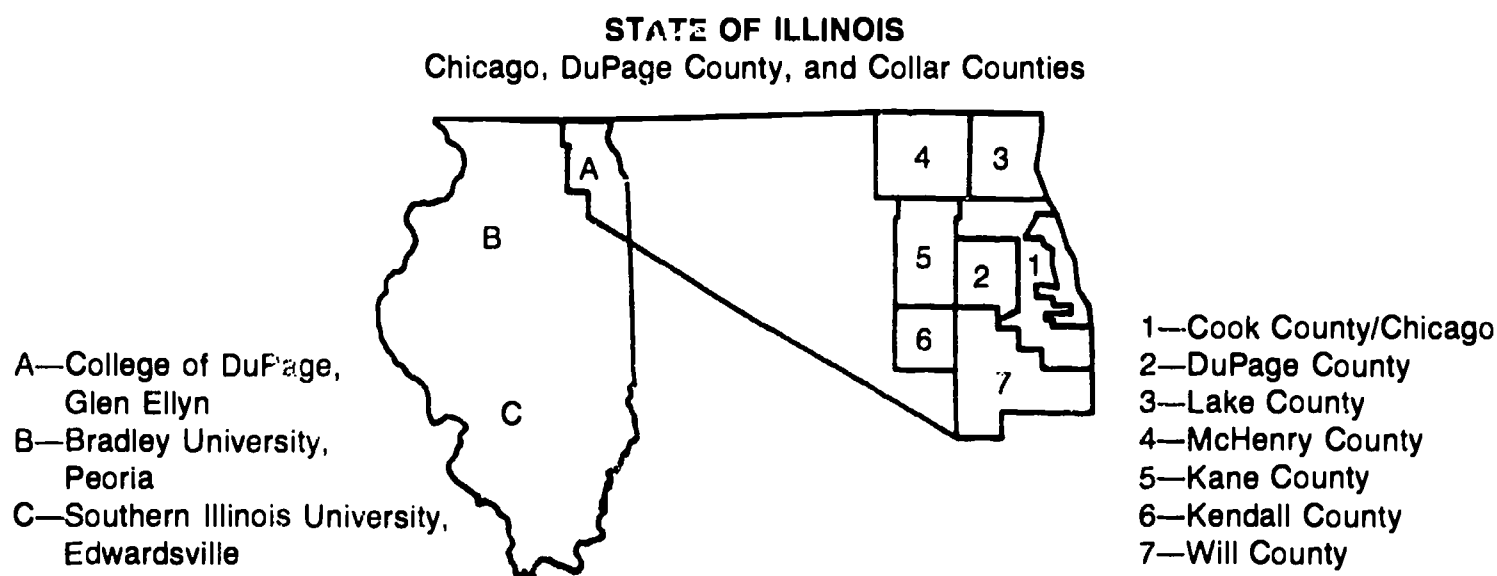 STATE OF ILLINOIS
Chicago, DuPage County, and Collar Counties
A
B
C
4
3
5
2
1
6
7
A—College of DuPage,
Glen Ellyn
B—Bradley University,
Peoria
C—Southern Illinois University,
Edwardsville
1—Cook County/Chicago
2—DuPage County
3—Lake County
4—McHenry County
5—Kane County
6—Kendall County
7—Will County